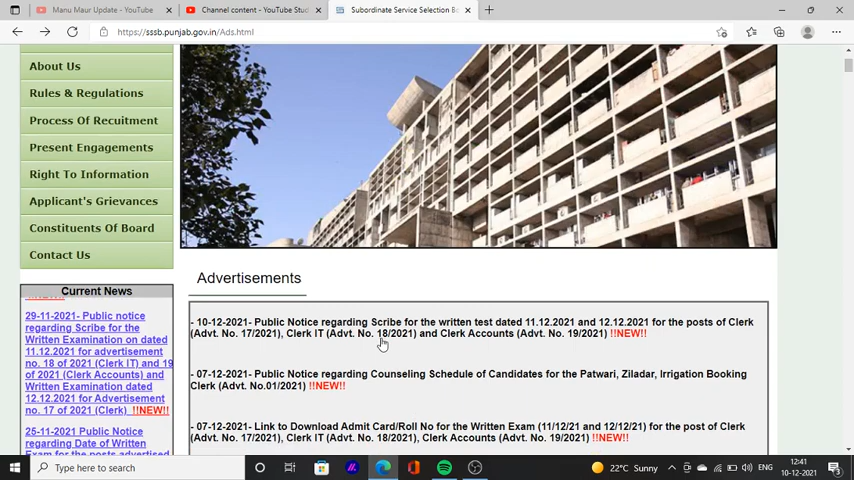 Manu Maur Update - YouTube
Channel content - YouTube Stud
Subordinate Service Selection Bo
https://sssb.punjab.gov.in/Ads.html
About Us
Rules & Regulations
Process Of Recuitment
Present Engagements
Right To Information
Applicant's Grievances
Constituents Of Board
Contact Us
Current News
29-11-2021- Public notice
regarding Scribe for the
Written Examination on dated
11.12.2021 for advertisement
no. 18 of 2021 (Clerk IT) and 19
of 2021 (Clerk Accounts) and
Written Examination dated
12.12.2021 for advertisement
no. 17 of 2021 (Clerk) !!NEW!!
25-11-2021 Public Notice
regarding Date of Written
Exam for the posts advertised
Advertisements
- 10-12-2021- Public Notice regarding Scribe for the written test dated 11.12.2021 and 12.12.2021 for the posts of Clerk
(Advt. No. 17/2021), Clerk IT (Advt. No. 18/2021) and Clerk Accounts (Advt. No. 19/2021) !!NEW!!
- 07-12-2021- Public Notice regarding Counseling Schedule of Candidates for the Patwari, Ziladar, Irrigation Booking
Clerk (Advt. No.01/2021) !!NEW!!
- 07-12-2021- Link to Download Admit Card/Roll No for the Written Exam (11/12/21 and 12/12/21) for the post of Clerk
(Advt. No. 17/2021), Clerk IT (Advt. No. 18/2021), Clerk Accounts (Advt. No. 19/2021) !!NEW!!
Type here to search
22°C Sunny
ENG
12:41
10-12-2021